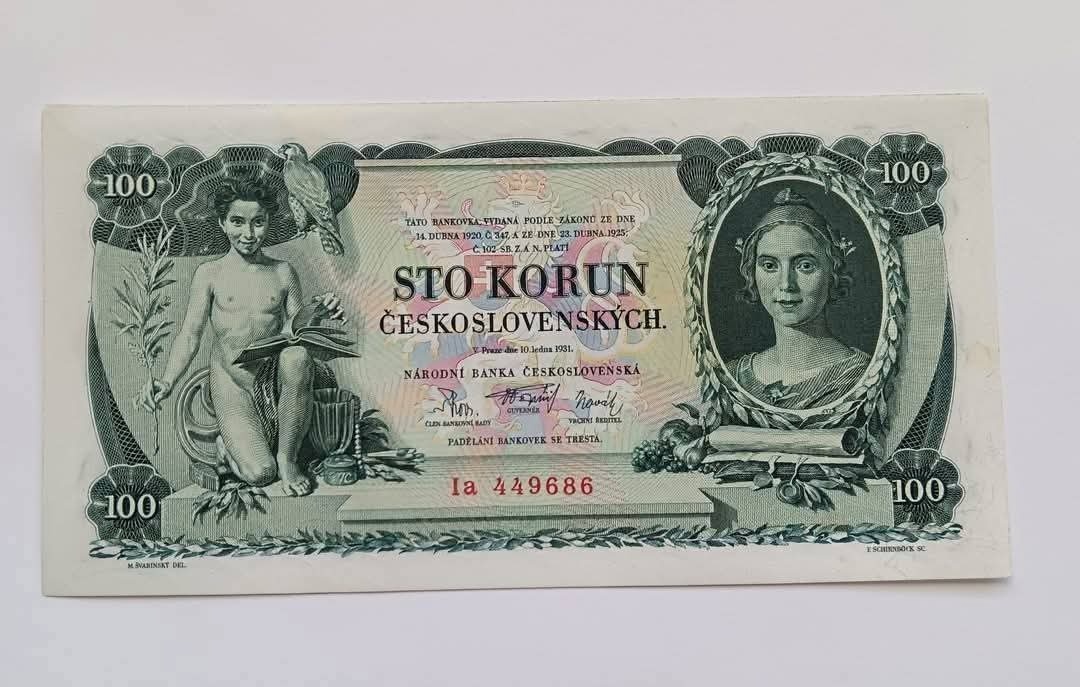 100
100
TATO BANKOVKA, VYDANÁ PODLE ZÁKONŮ ZE DNE
14. DUBNA 1920, Č. 347, A ZE DNE 23. DUBNA 1925,
Č. 102 SB. Z. A N., PLATÍ
STO KORUN
ČESKOSLOVENSKÝCH.
V Praze dne 10. ledna 1931.
NÁRODNÍ BANKA ČESKOSLOVENSKÁ
ČLEN BANKOVNÍ RADY
GUVERNÉR
VRCHNÍ ŘEDITEL
Novák
PADĚLÁNÍ BANKOVEK SE TRESTÁ.
Ia 449686
100
100
M. ŠVABINSKÝ DEL.
F. SCHIRNBÖCK SC.